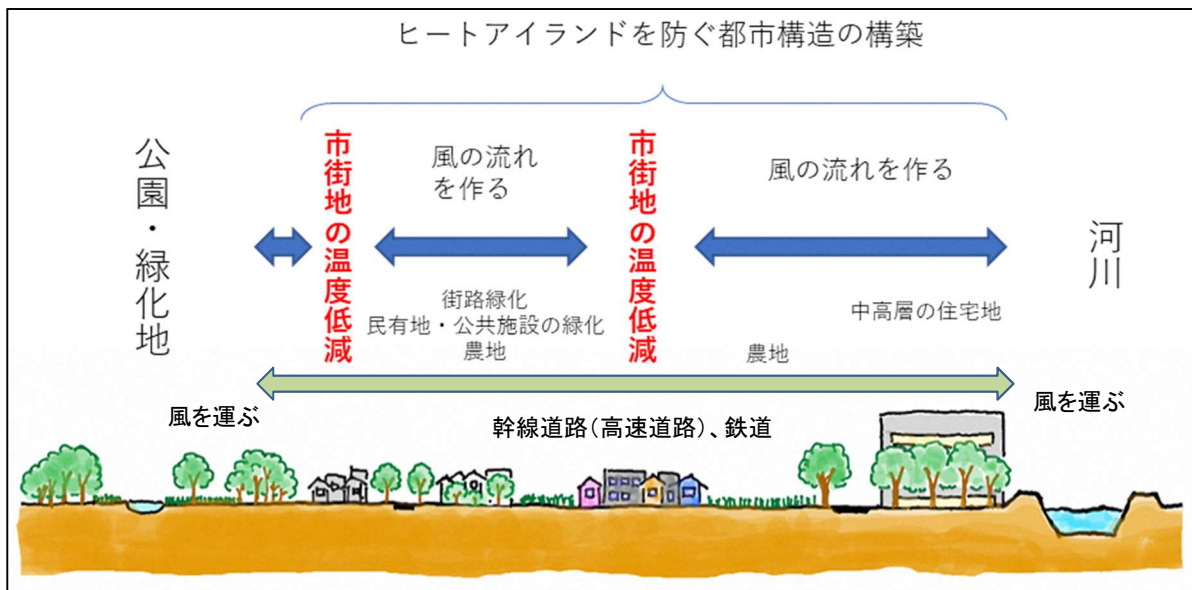 ヒートアイランドを防ぐ都市構造の構築
公園・緑化地
市街地の温度低減
風の流れ
を作る
市街地の温度低減
風の流れを作る
河川
街路緑化
民有地・公共施設の緑化
農地
農地
中高層の住宅地
風を運ぶ
幹線道路(高速道路)、鉄道
風を運ぶ